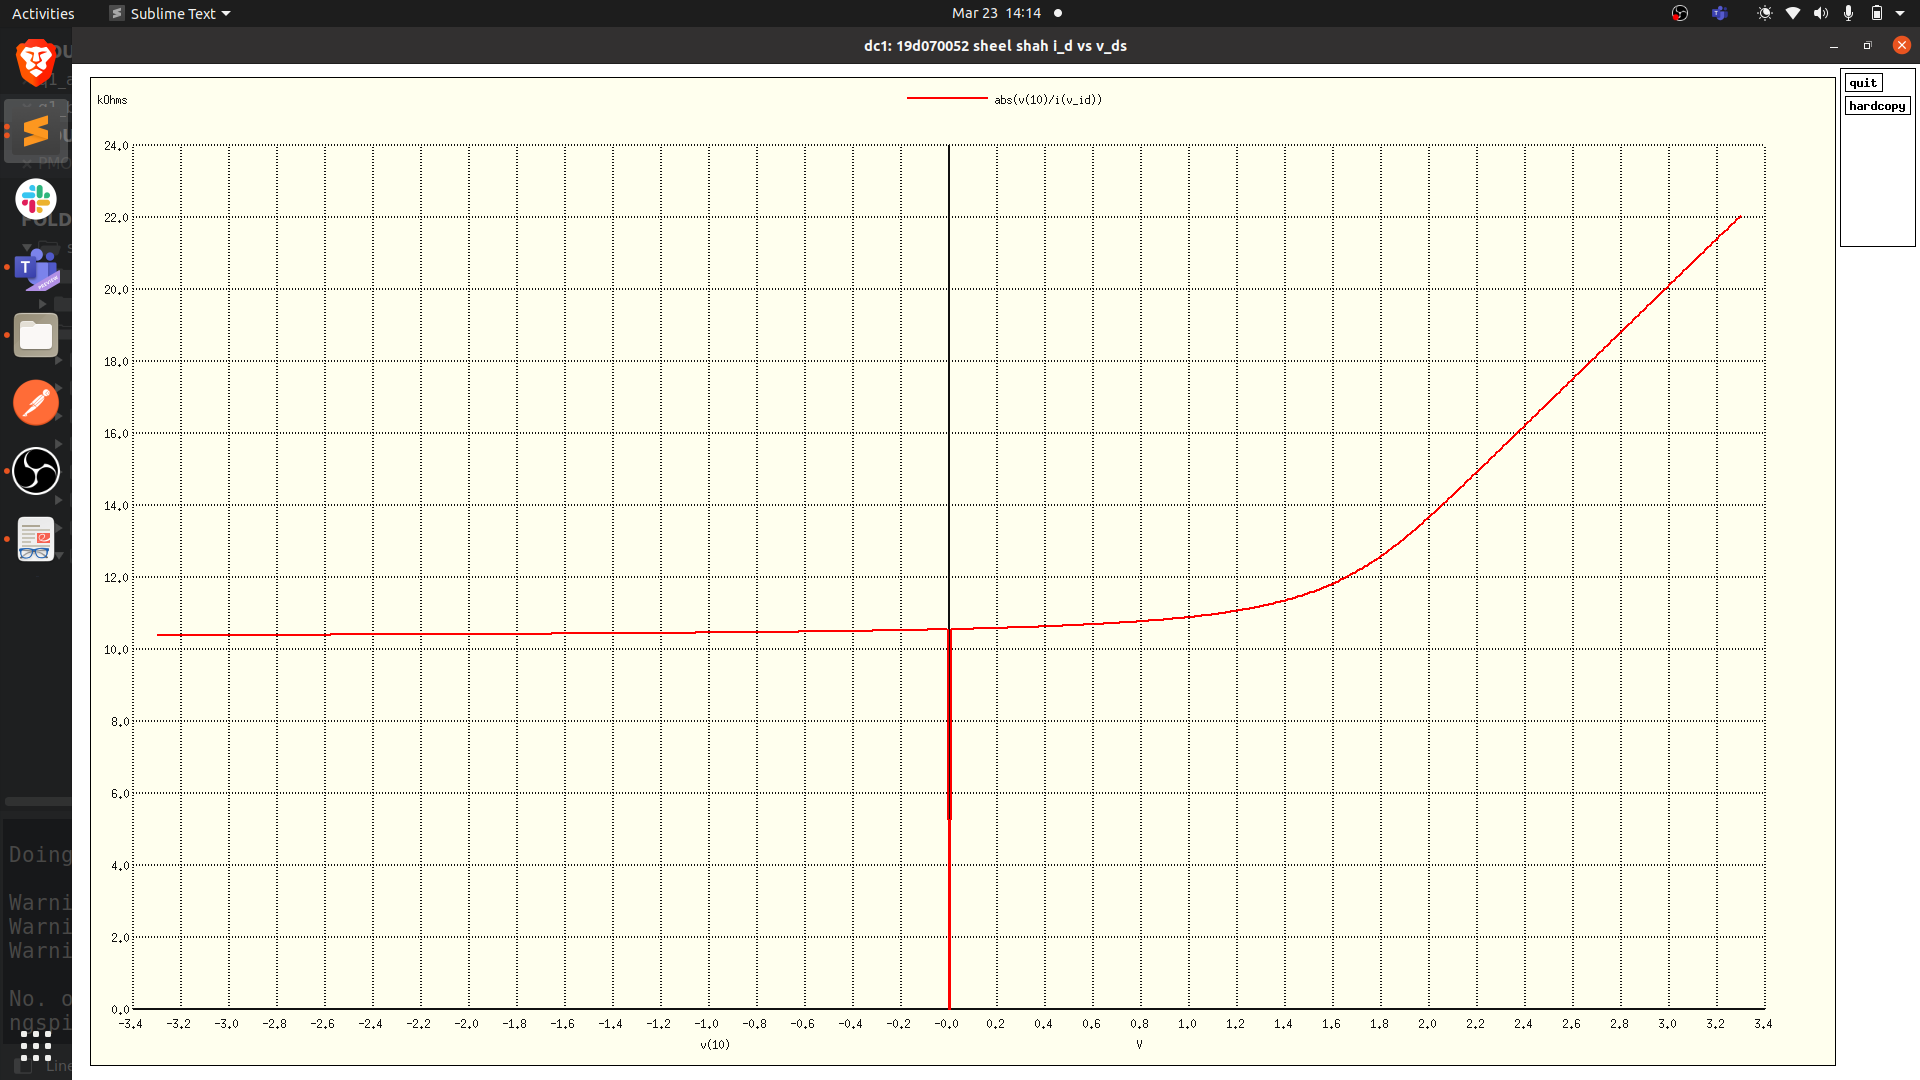 Activities
Sublime Text
Mar 23 14:14
dc1: 19d070052 sheel shah i_d vs v_ds
quit
hardcopy
kOhms
abs(v(10)/i(v_id))
24.0
22.0
20.0
18.0
16.0
14.0
12.0
10.0
8.0
6.0
4.0
2.0
0.0
-3.4 -3.2 -3.0 -2.8 -2.6 -2.4 -2.2 -2.0 -1.8 -1.6 -1.4 -1.2 -1.0 -0.8 -0.6 -0.4 -0.2 -0.0 0.2 0.4 0.6 0.8 1.0 1.2 1.4 1.6 1.8 2.0 2.2 2.4 2.6 2.8 3.0 3.2 3.4
v(10) V
T
PREVIEW
Doing
Warni
Warni
Warni
No. o
ngspi
Line